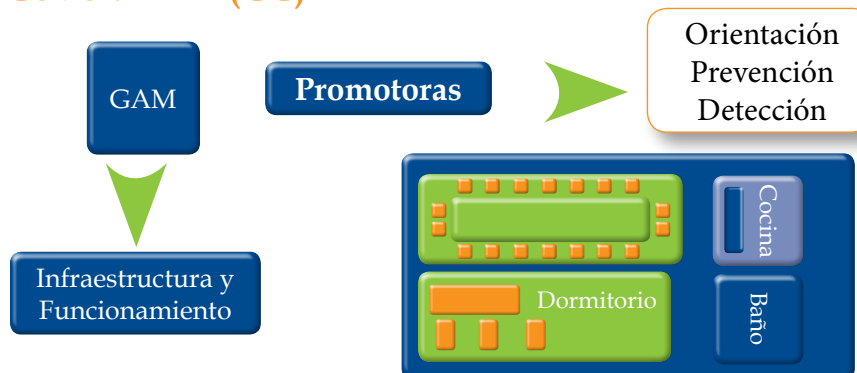 GAM
Promotoras
Orientación
Prevención
Detección
Infraestructura y
Funcionamiento
Cocina
Dormitorio
Baño